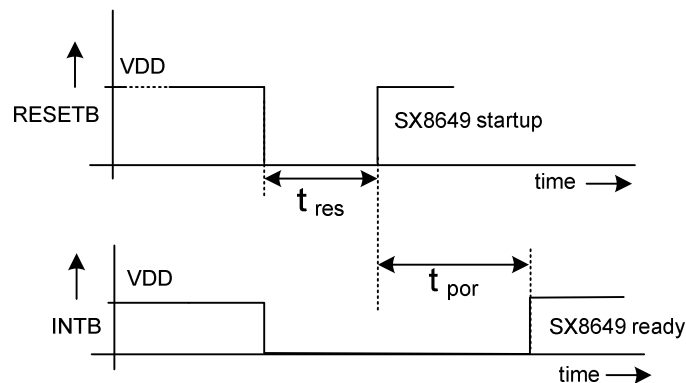 VDD
RESETB
SX8649 startup
time
t res
VDD
t por
INTB
SX8649 ready
time